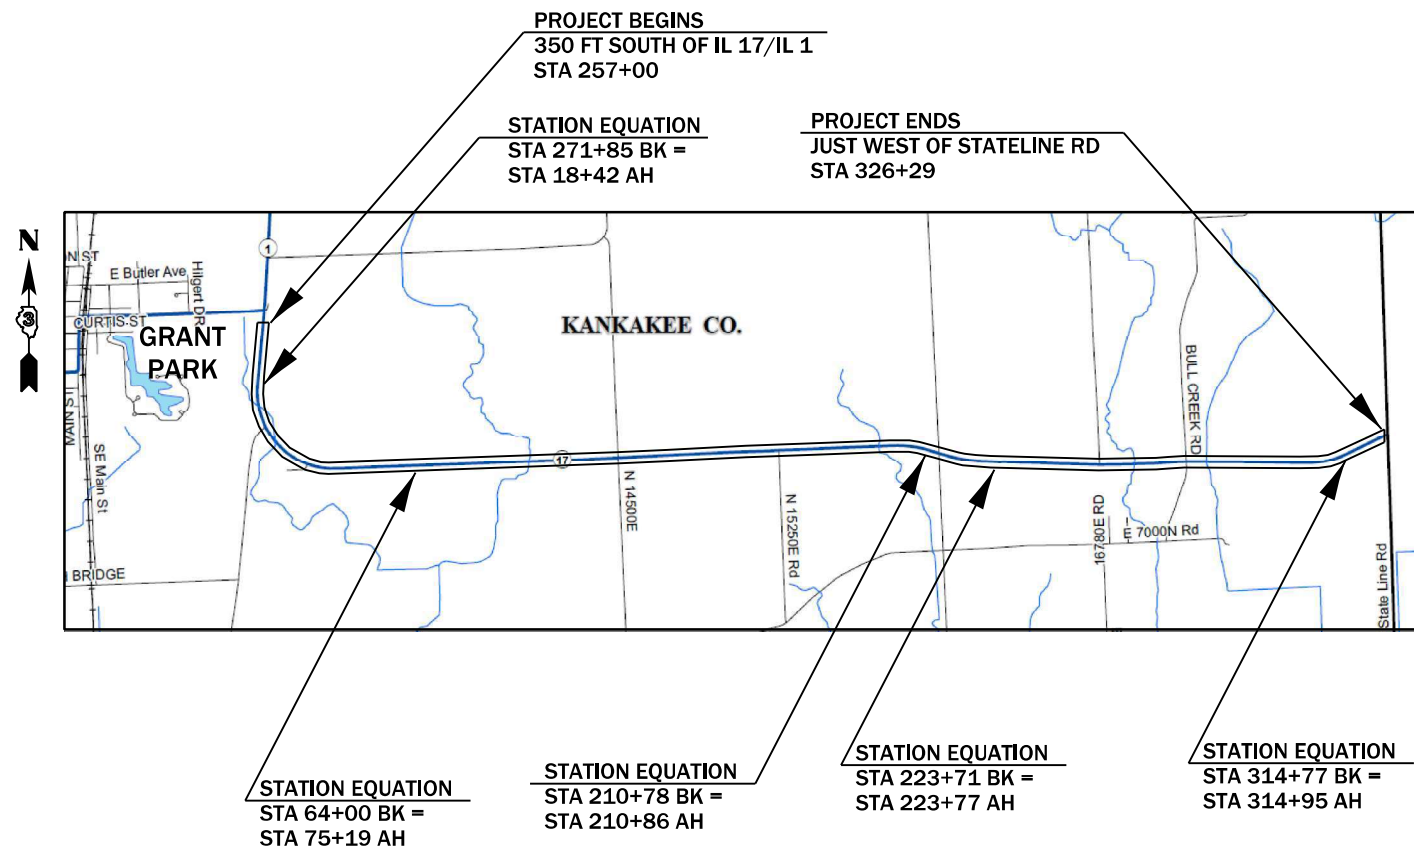 PROJECT BEGINS
350 FT SOUTH OF IL 17/IL 1
STA 257+00
STATION EQUATION
STA 271+85 BK =
STA 18+42 AH
PROJECT ENDS
JUST WEST OF STATELINE RD
STA 326+29
N
3
N ST
E Butler Ave
Hilgert DR
1
CURTIS ST
GRANT
PARK
KANKAKEE CO.
MAIN ST
SE Main St
BULL CREEK RD
17
N 14500E
N 15250E Rd
16780E RD
E 7000N Rd
BRIDGE
State Line Rd
STATION EQUATION
STA 64+00 BK =
STA 75+19 AH
STATION EQUATION
STA 210+78 BK =
STA 210+86 AH
STATION EQUATION
STA 223+71 BK =
STA 223+77 AH
STATION EQUATION
STA 314+77 BK =
STA 314+95 AH